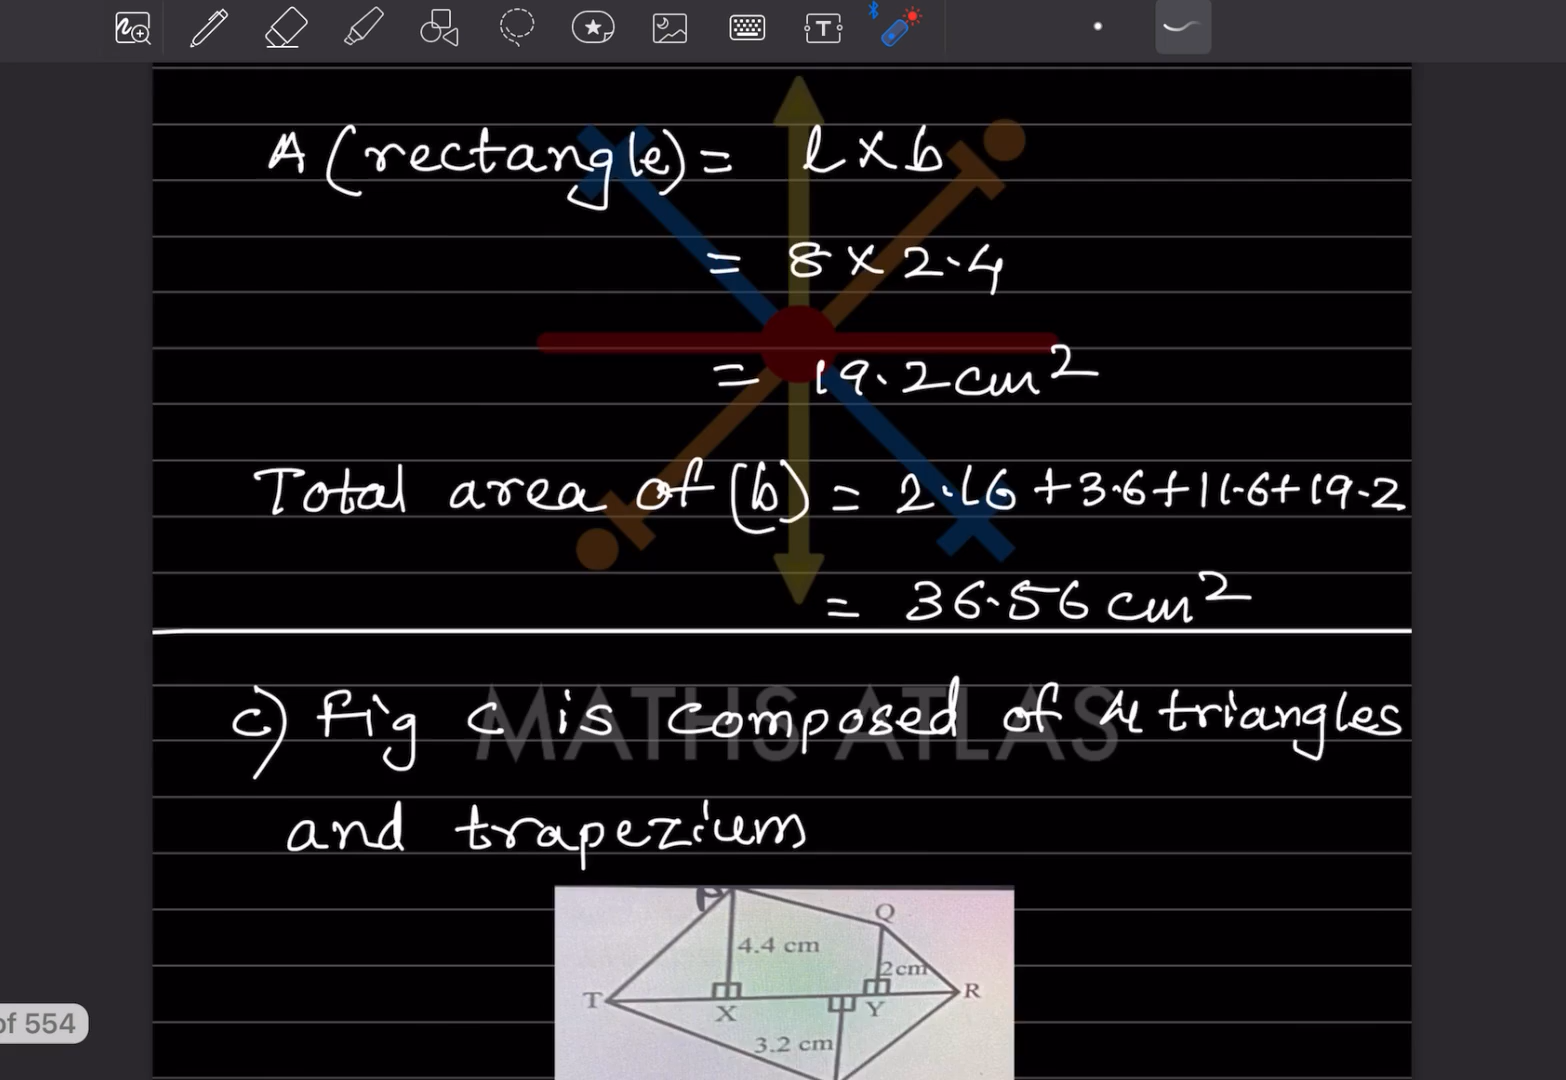 A (rectangle) = l × b
= 8 × 2.4
= 19.2 cm²
Total area of (b) = 2.16 + 3.6 + 11.6 + 19.2
= 36.56 cm²
MATHS ATLAS
c) Fig C is composed of 4 triangles
and trapezium
P
Q
4.4 cm
2 cm
T
R
X
Y
3.2 cm
of 554